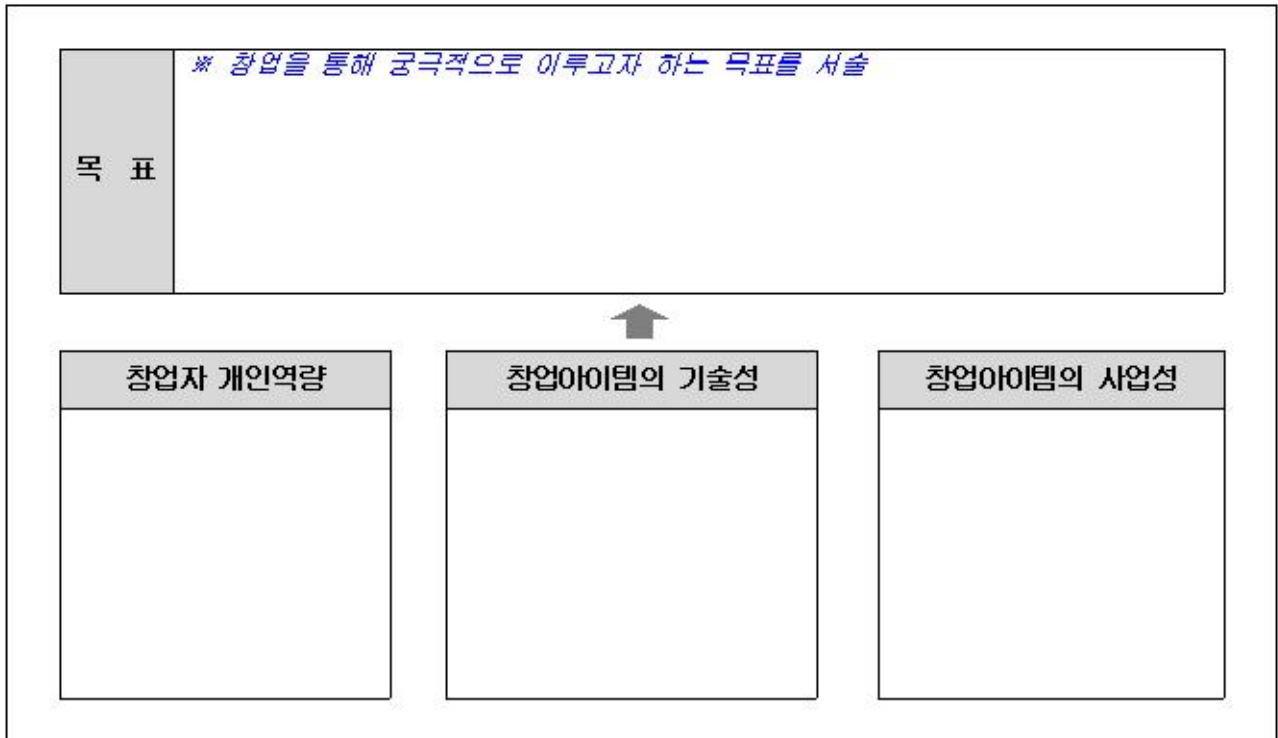 ※ 창업을 통해 궁극적으로 이루고자 하는 목표를 서술
목 표
창업자 개인역량
창업아이템의 기술성
창업아이템의 사업성